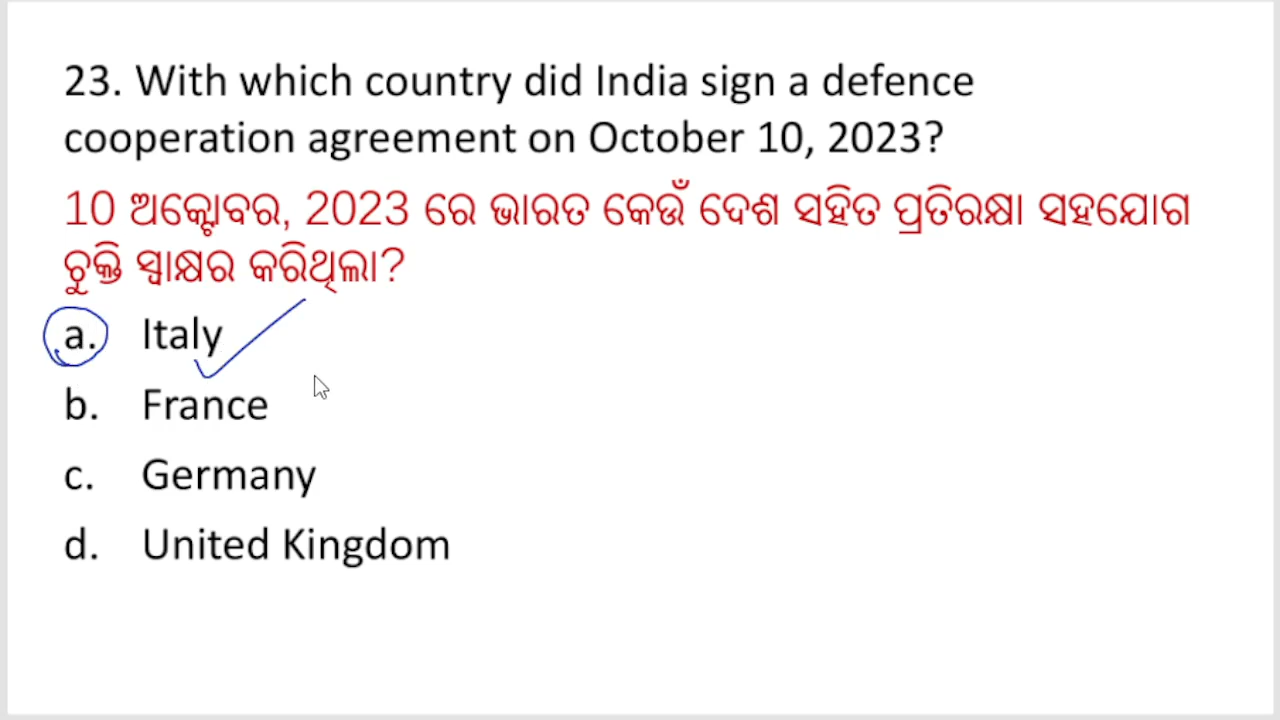 23. With which country did India sign a defence
cooperation agreement on October 10, 2023?
10 ଅକ୍ଟୋବର, 2023 ରେ ଭାରତ କେଉଁ ଦେଶ ସହିତ ପ୍ରତିରକ୍ଷା ସହଯୋଗ
ଚୁକ୍ତି ସ୍ୱାକ୍ଷର କରିଥିଲା?
a. Italy
b. France
c. Germany
d. United Kingdom